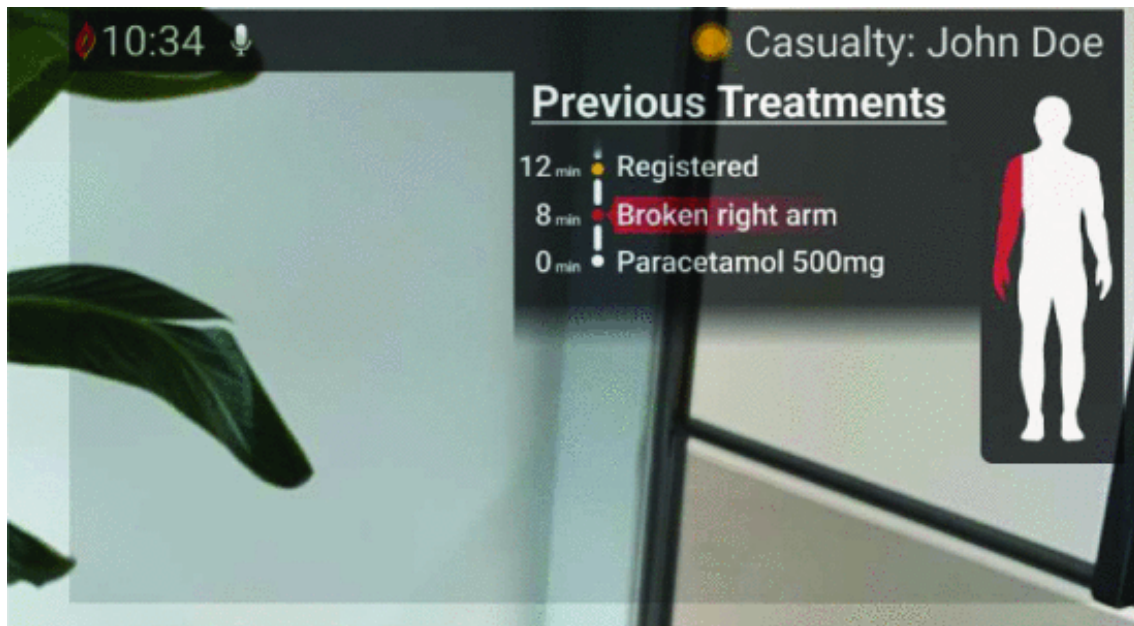 10:34
Casualty: John Doe
Previous Treatments
12 min Registered
8 min Broken right arm
0 min Paracetamol 500mg